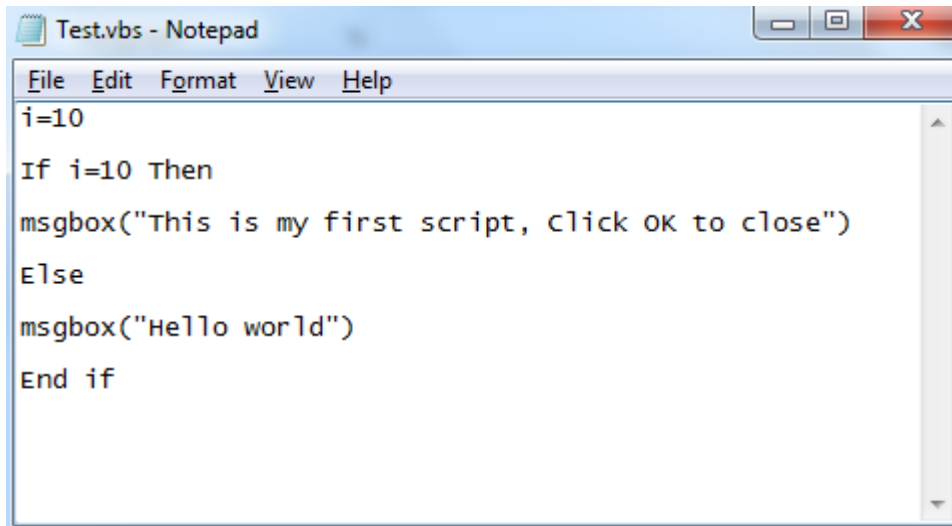 Test.vbs - Notepad
File Edit Format View Help
i=10
If i=10 Then
msgbox("This is my first script, Click OK to close")
Else
msgbox("Hello world")
End if